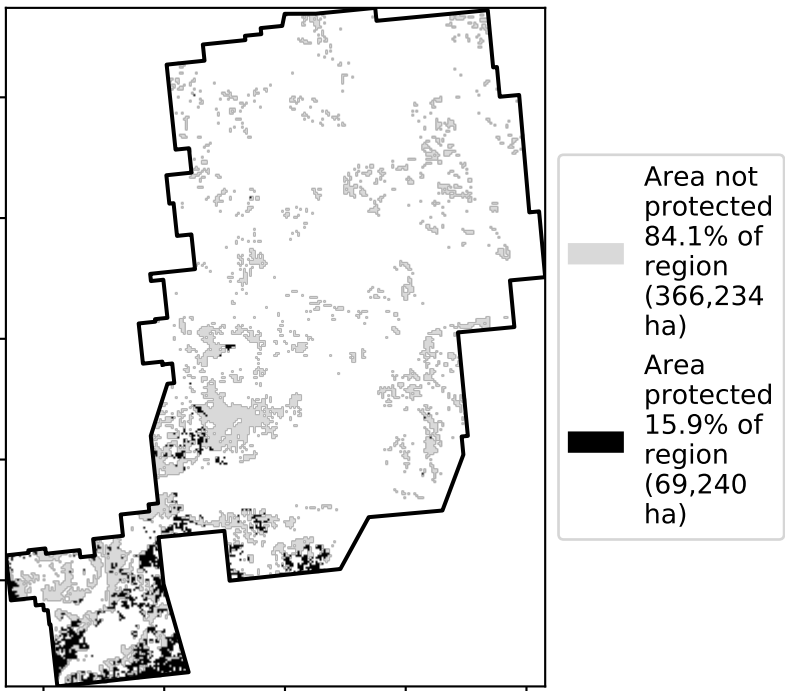 Area not
protected
84.1% of
region
(366,234
ha)
Area
protected
15.9% of
region
(69,240
ha)